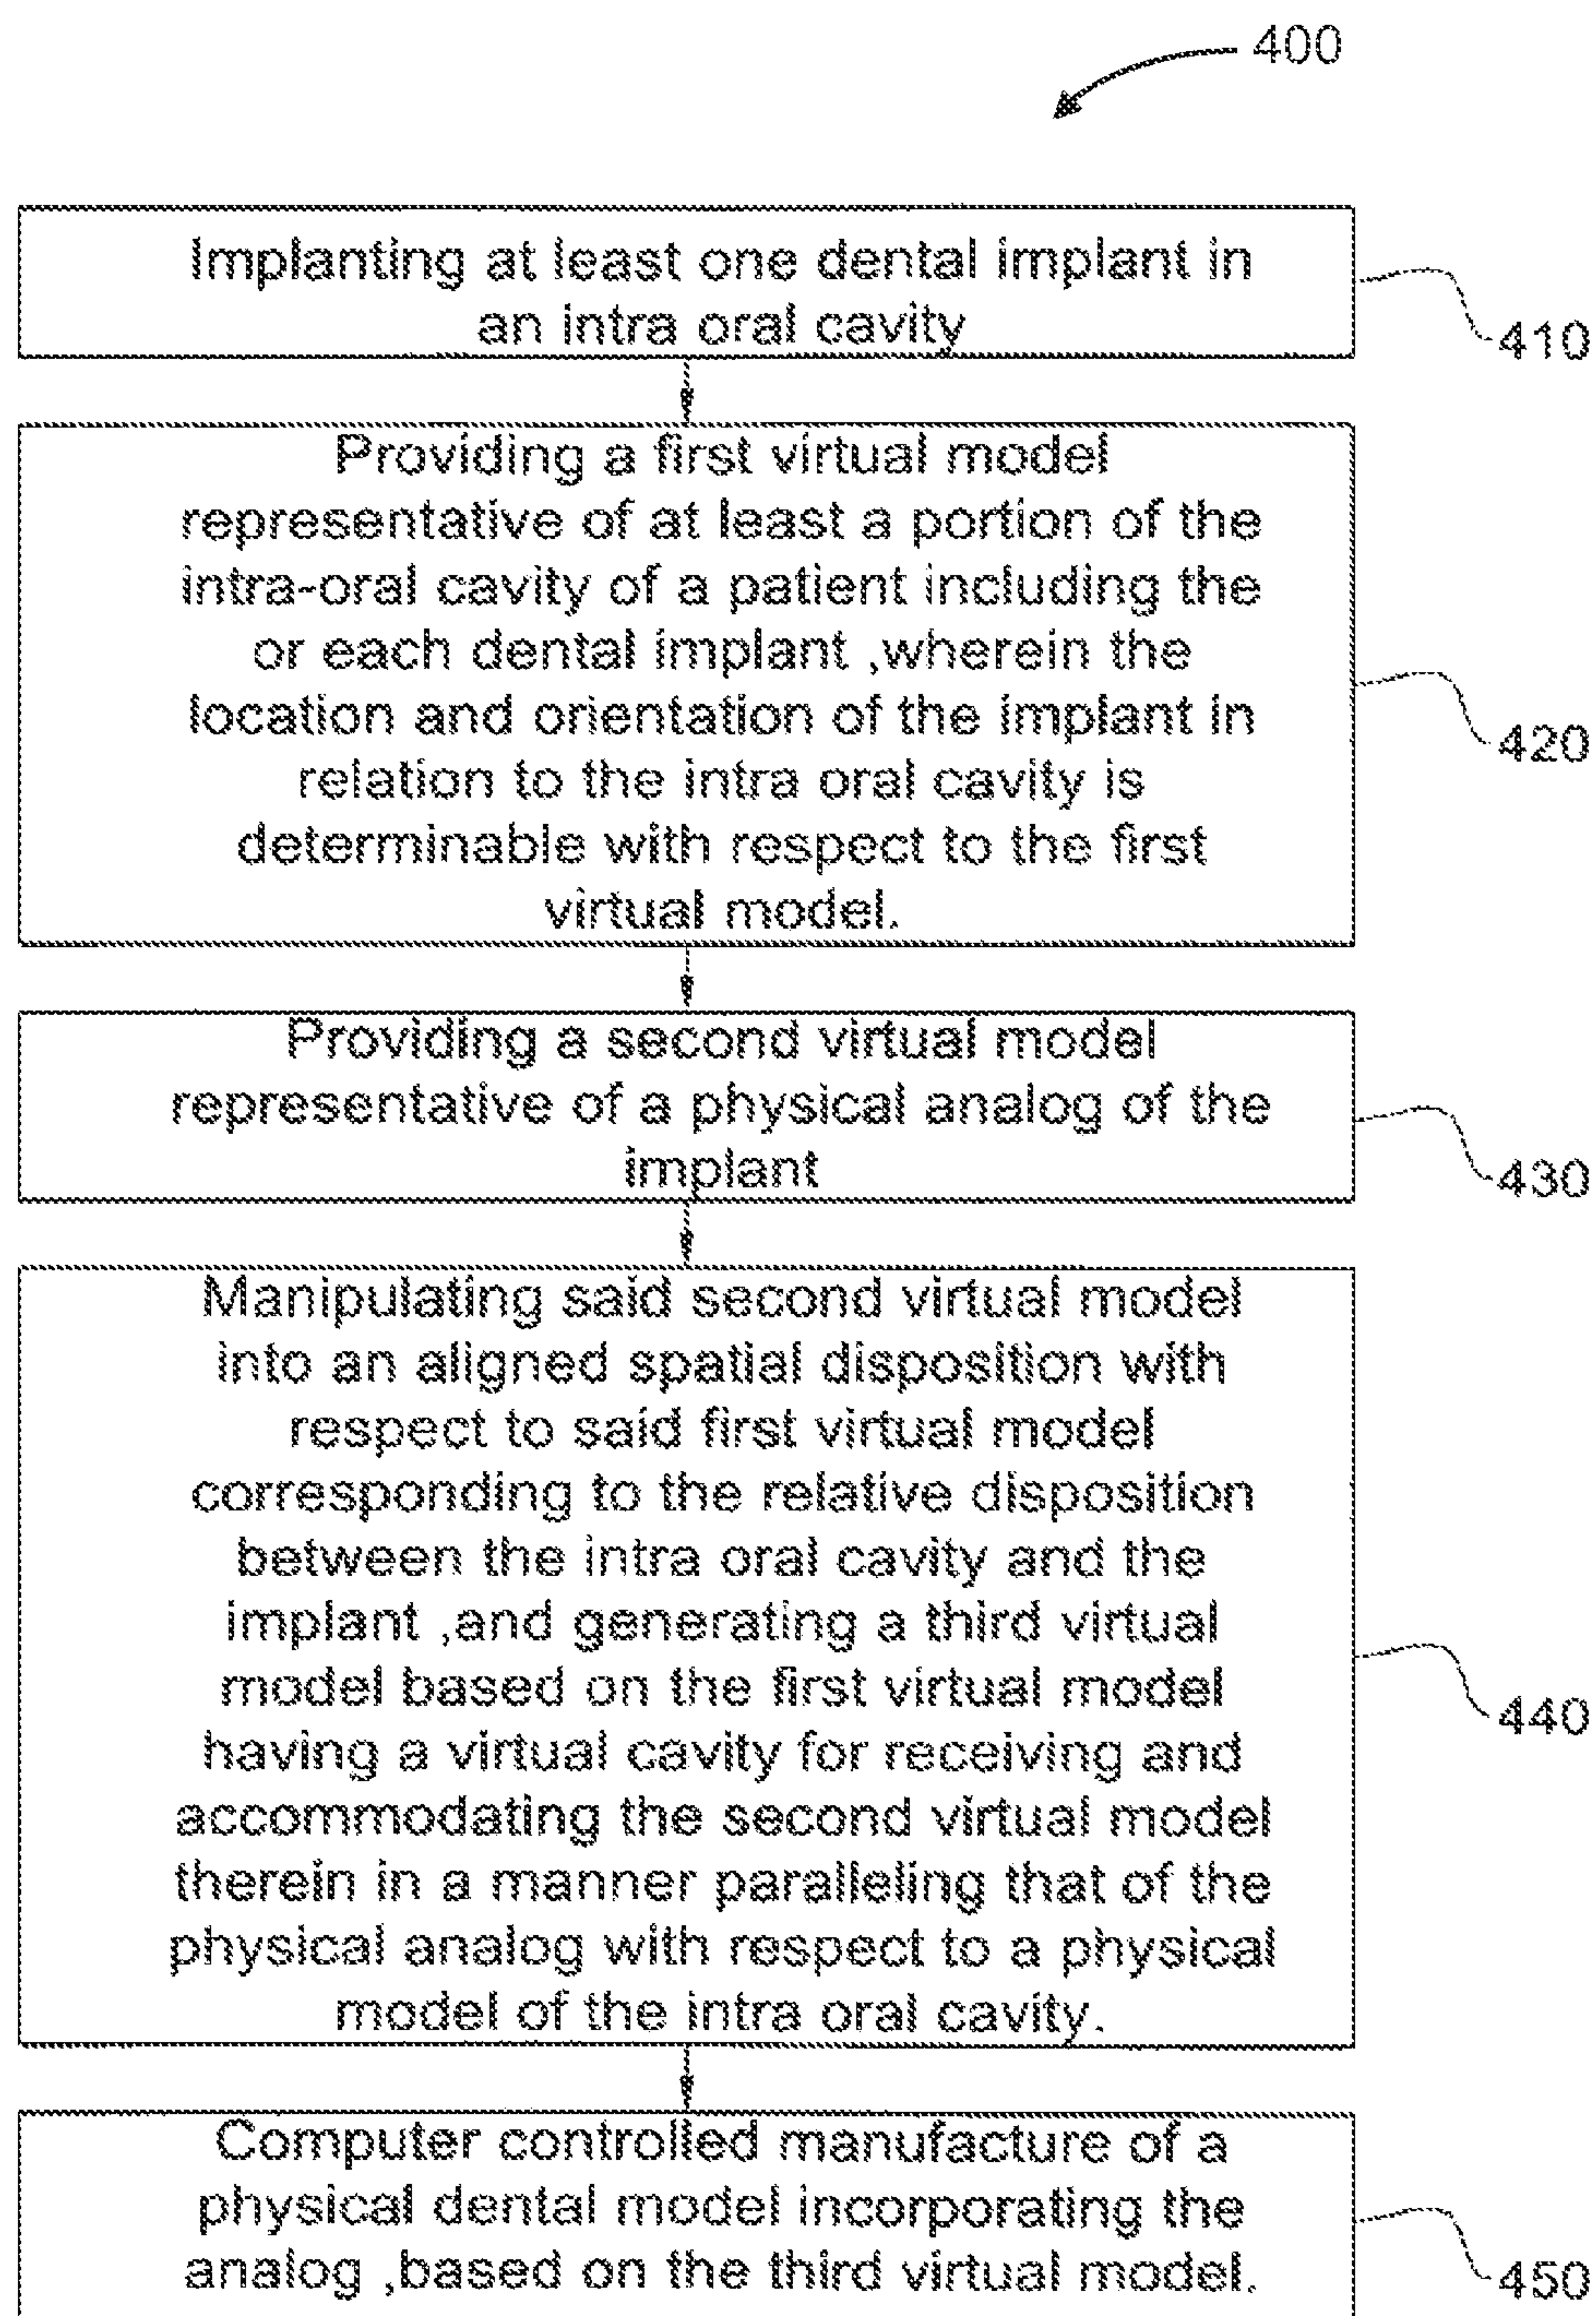 400
Implanting at least one dental implant in
an intra oral cavity
410
Providing a first virtual model
representative of at least a portion of the
intra-oral cavity of a patient including the
or each dental implant ,wherein the
location and orientation of the implant in
relation to the intra oral cavity is
determinable with respect to the first
virtual model.
420
Providing a second virtual model
representative of a physical analog of the
implant
430
Manipulating said second virtual model
into an aligned spatial disposition with
respect to said first virtual model
corresponding to the relative disposition
between the intra oral cavity and the
implant ,and generating a third virtual
model based on the first virtual model
having a virtual cavity for receiving and
accommodating the second virtual model
therein in a manner paralleling that of the
physical analog with respect to a physical
model of the intra oral cavity.
440
Computer controlled manufacture of a
physical dental model incorporating the
analog ,based on the third virtual model.
450